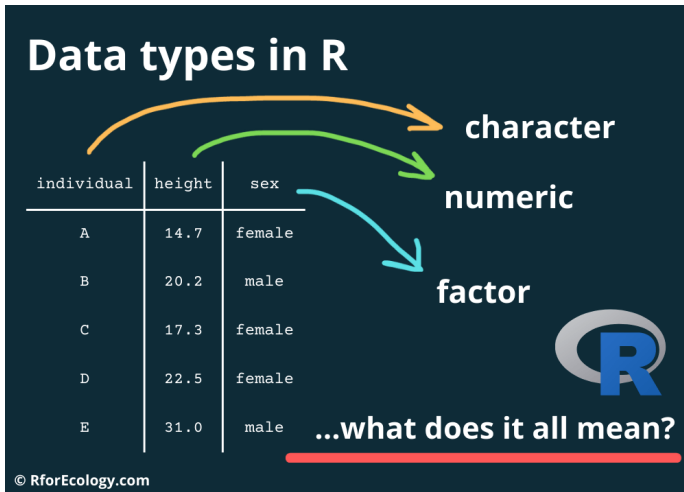 Data types in R
character
numeric
factor
individual height sex
A 14.7 female
B 20.2 male
C 17.3 female
D 22.5 female
E 31.0 male
R
...what does it all mean?
© RforEcology.com